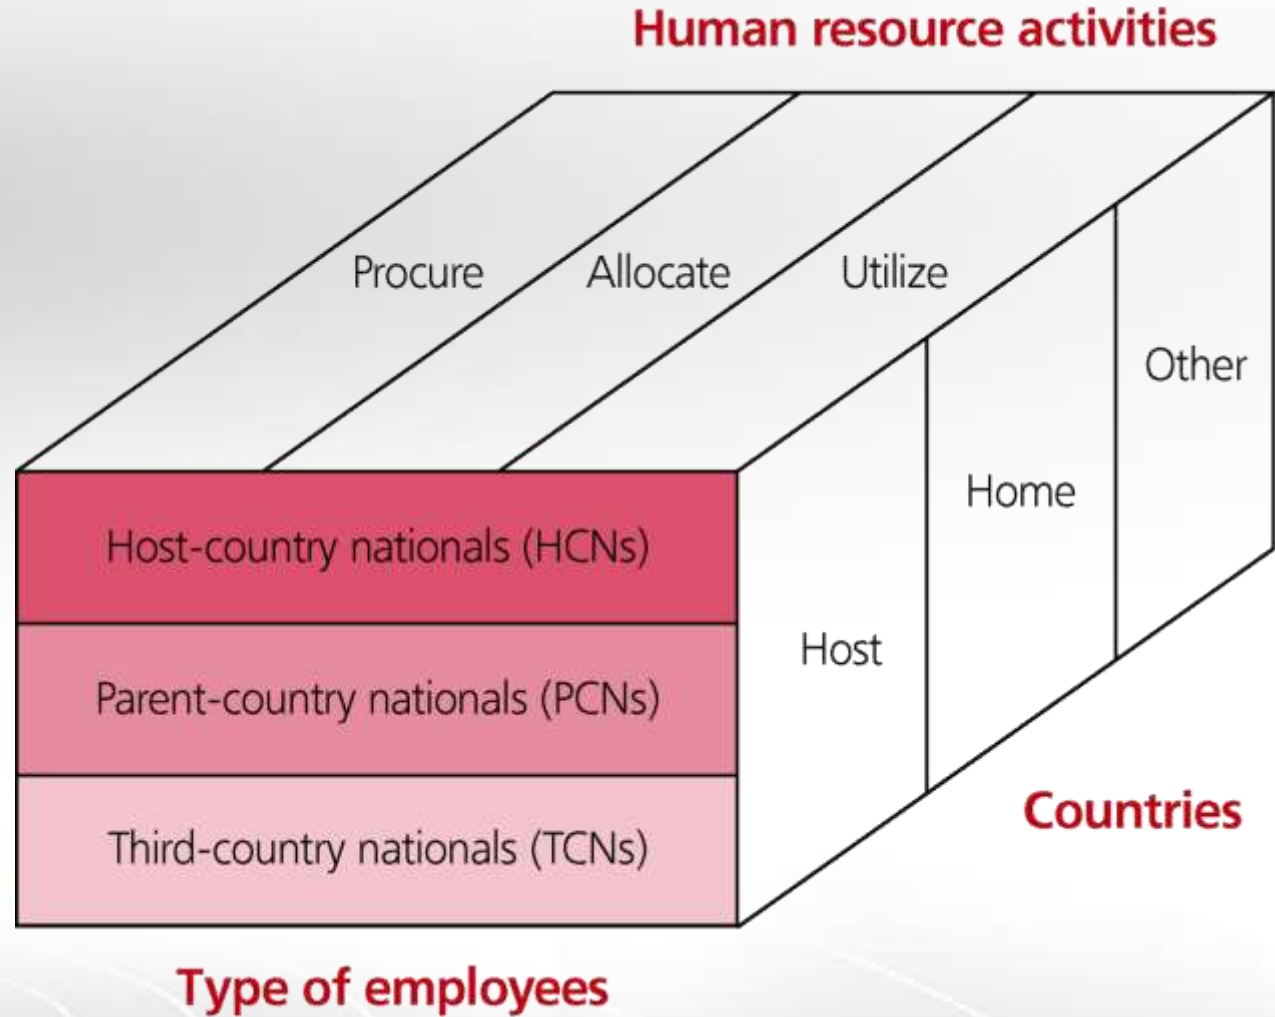 Human resource activities
Procure
Allocate
Utilize
Other
Home
Host
Host-country nationals (HCNs)
Parent-country nationals (PCNs)
Third-country nationals (TCNs)
Countries
Type of employees